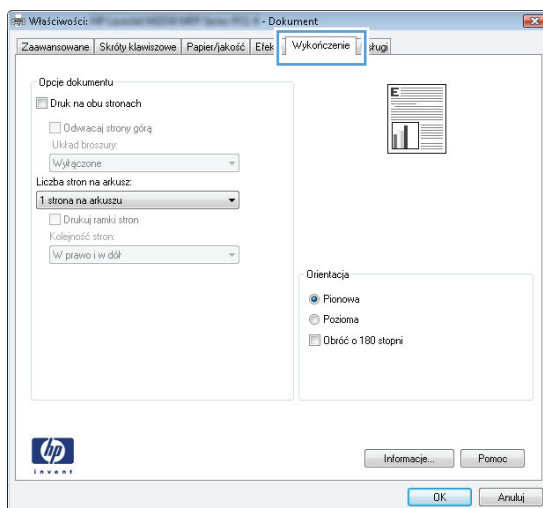 Właściwości: - Dokument
Zaawansowane Skróty klawiszowe Papier/jakość Efek Wykończenie sługi
Opcje dokumentu
Druk na obu stronach
Odwracaj strony górą
Układ broszury:
Wyłączone
Liczba stron na arkusz:
1 strona na arkuszu
Drukuj ramki stron
Kolejność stron:
W prawo i w dół
E
Orientacja
Pionowa
Pozioma
Obróć o 180 stopni
hp
invent
Informacje... Pomoc
OK Anuluj